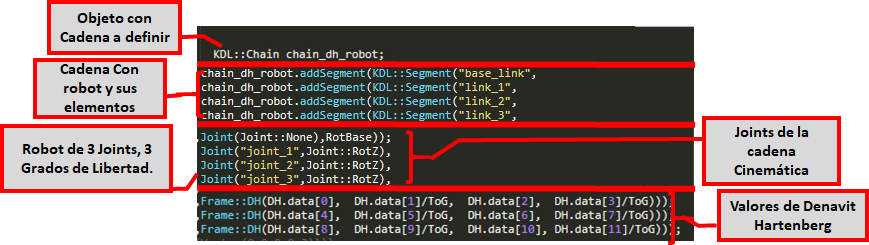 Objeto con
Cadena a definir
KDL::Chain chain_dh_robot;
Cadena Con
robot y sus
elementos
chain_dh_robot.addSegment(KDL::Segment("base_link",
chain_dh_robot.addSegment(KDL::Segment("link_1",
chain_dh_robot.addSegment(KDL::Segment("link_2",
chain_dh_robot.addSegment(KDL::Segment("link_3",
Robot de 3 Joints, 3
Grados de Libertad.
Joint(Joint::None),RotBase));
Joint("joint_1",Joint::RotZ),
Joint("joint_2",Joint::RotZ),
Joint("joint_3",Joint::RotZ),
Joints de la
cadena
Cinemática
Frame::DH(DH.data[0], DH.data[1]/ToG, DH.data[2], DH.data[3]/ToG)));
Frame::DH(DH.data[4], DH.data[5]/ToG, DH.data[6], DH.data[7]/ToG)));
Frame::DH(DH.data[8], DH.data[9]/ToG, DH.data[10], DH.data[11]/ToG)));
Valores de Denavit
Hartenberg